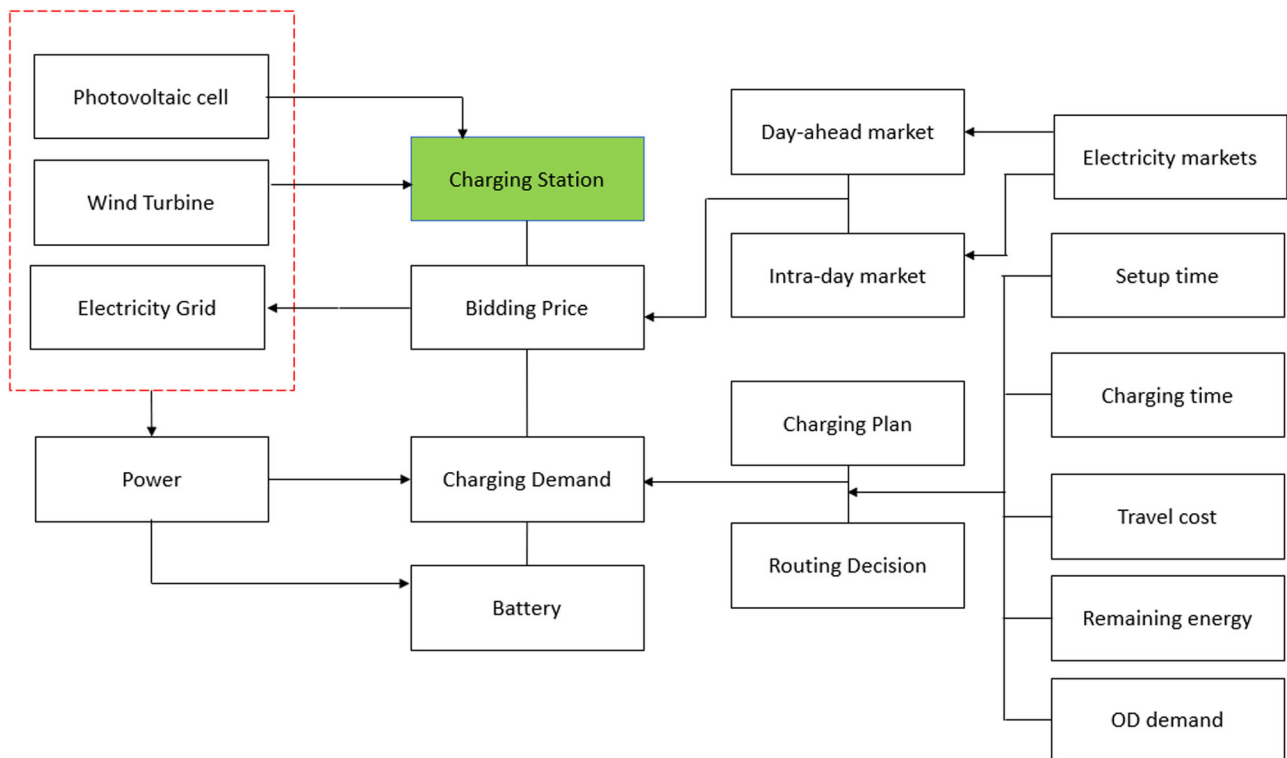 Photovoltaic cell
Wind Turbine
Electricity Grid
Power
Charging Station
Bidding Price
Charging Demand
Battery
Day-ahead market
Intra-day market
Charging Plan
Routing Decision
Electricity markets
Setup time
Charging time
Travel cost
Remaining energy
OD demand